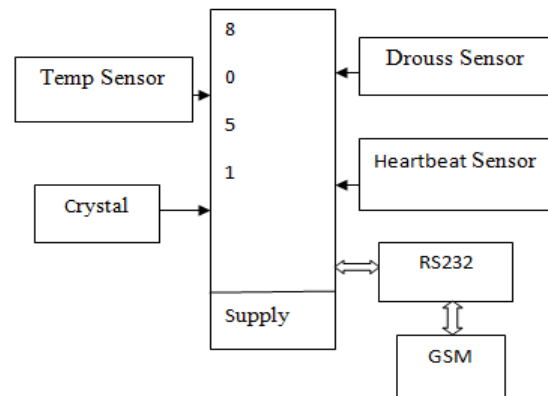 8
0
5
1
Supply
Temp Sensor
Crystal
Drouss Sensor
Heartbeat Sensor
RS232
GSM